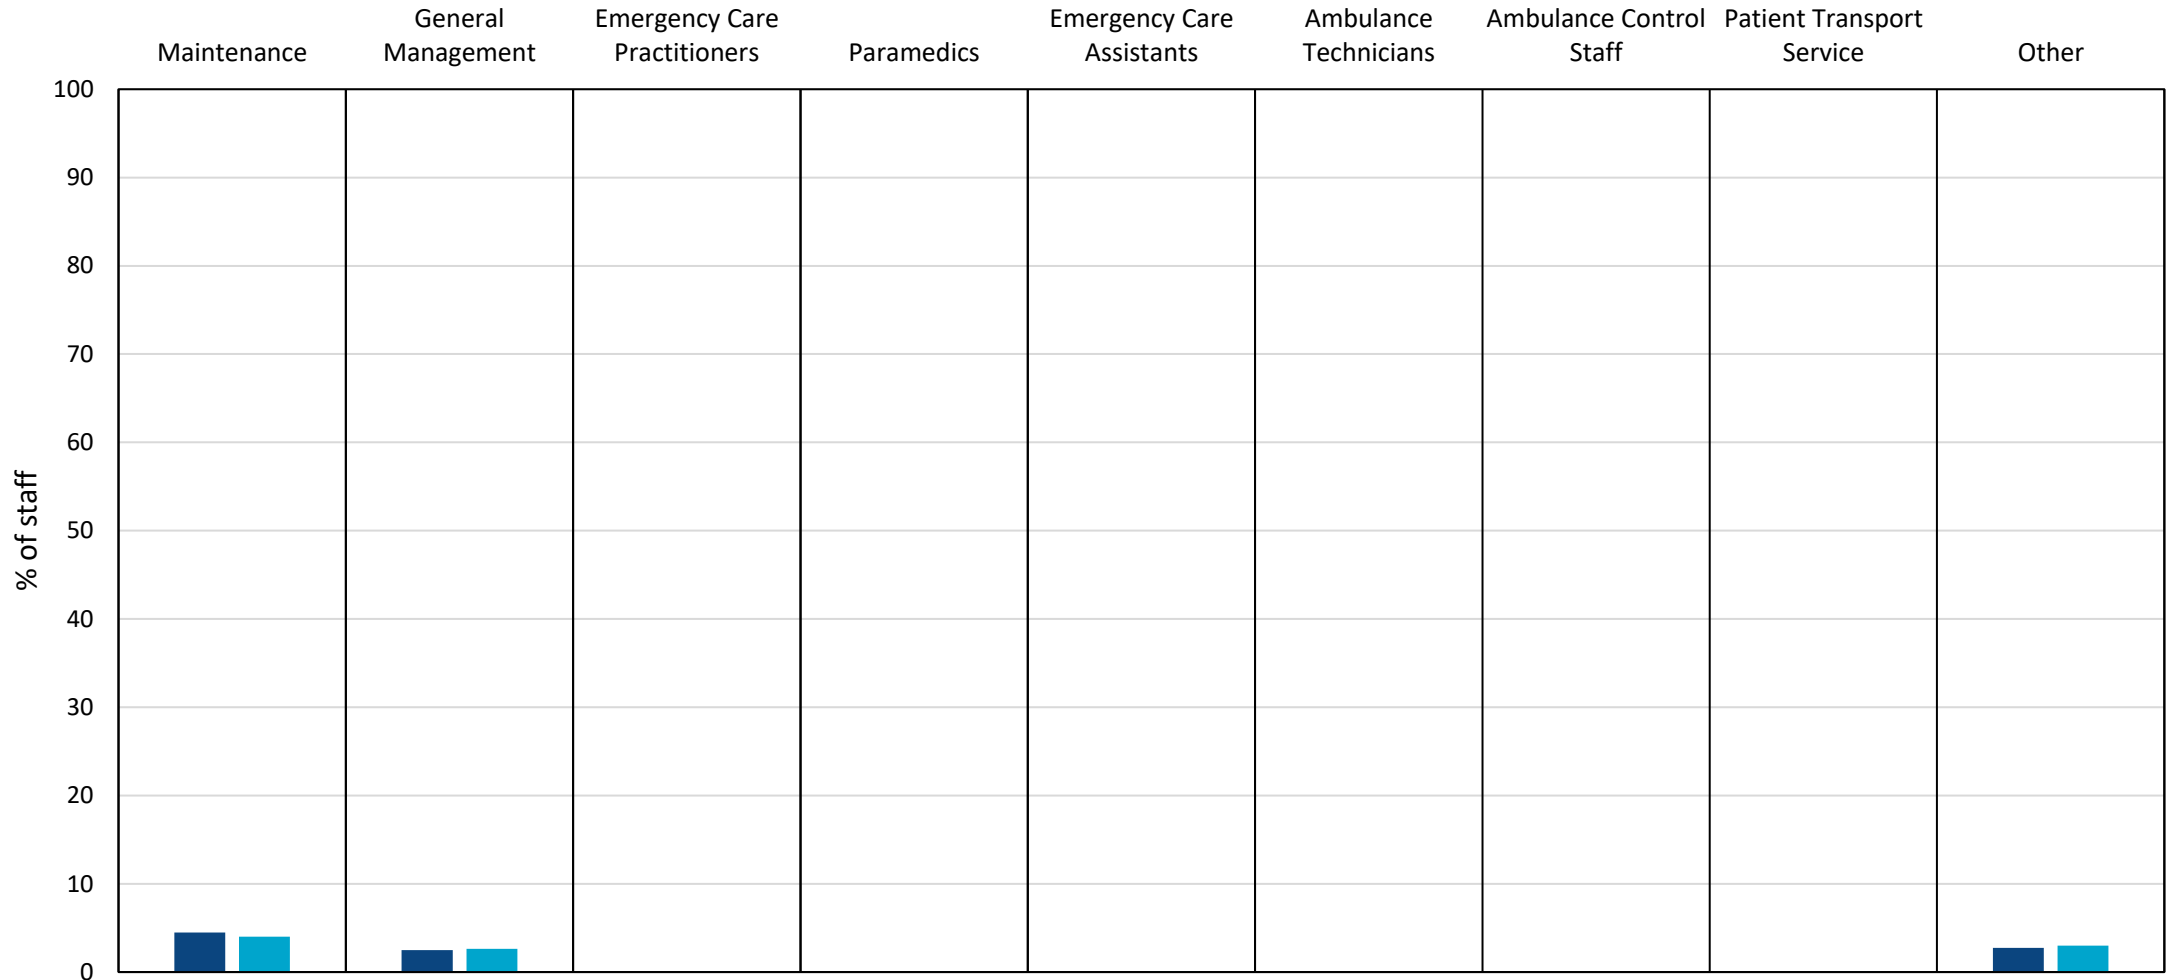 Maintenance
General
Management
Emergency Care
Practitioners
Paramedics
Emergency Care
Assistants
Ambulance
Technicians
Ambulance Control
Staff
Patient Transport
Service
Other
100
90
80
70
60
50
40
30
20
10
0
% of staff